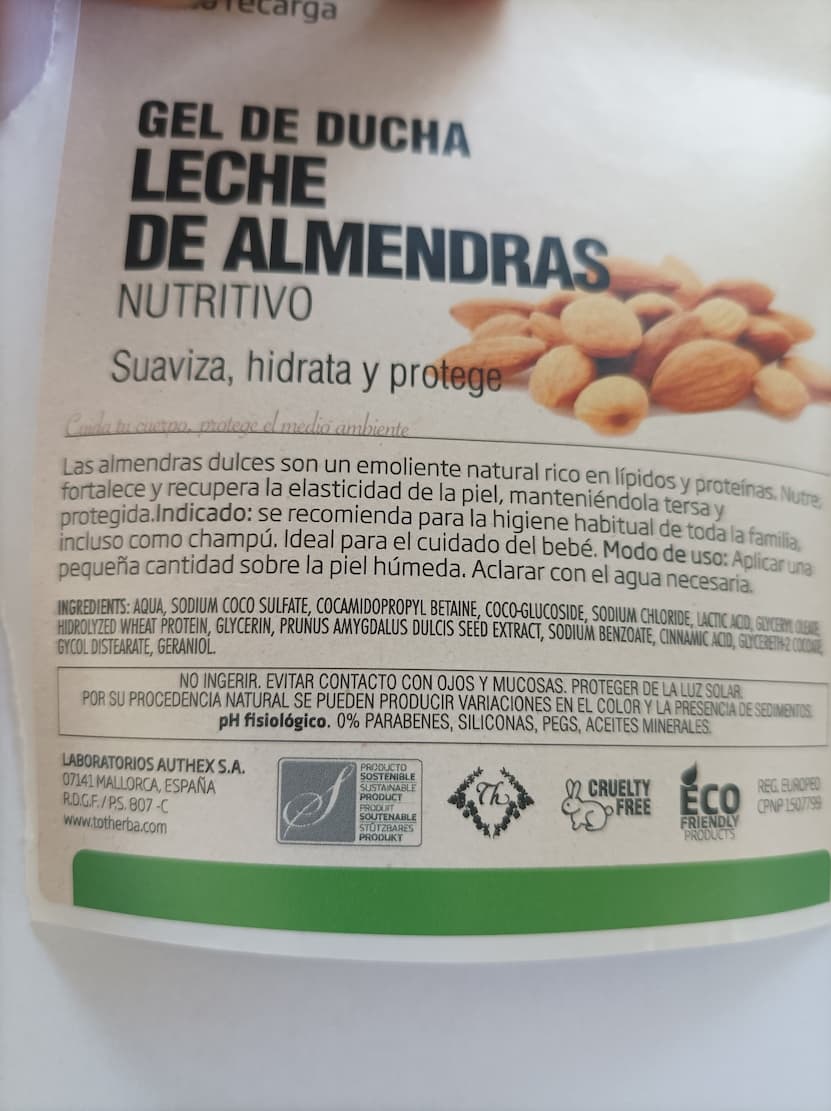 recarga
GEL DE DUCHA
LECHE
DE ALMENDRAS
NUTRITIVO
Suaviza, hidrata y protege
Cuida tu cuerpo, protege el medio ambiente
Las almendras dulces son un emoliente natural rico en lípidos y proteínas. Nutre,
fortalece y recupera la elasticidad de la piel, manteniéndola tersa y
protegida.Indicado: se recomienda para la higiene habitual de toda la familia,
incluso como champú. Ideal para el cuidado del bebé. Modo de uso: Aplicar una
pequeña cantidad sobre la piel húmeda. Aclarar con el agua necesaria.
INGREDIENTS: AQUA, SODIUM COCO SULFATE, COCAMIDOPROPYL BETAINE, COCO-GLUCOSIDE, SODIUM CHLORIDE, LACTIC ACID, GLYCERYL OLEATE,
HIDROLYZED WHEAT PROTEIN, GLYCERIN, PRUNUS AMYGDALUS DULCIS SEED EXTRACT, SODIUM BENZOATE, CINNAMIC ACID, GLYCERETH-2 COCOATE,
GYCOL DISTEARATE, GERANIOL.
NO INGERIR. EVITAR CONTACTO CON OJOS Y MUCOSAS. PROTEGER DE LA LUZ SOLAR.
POR SU PROCEDENCIA NATURAL SE PUEDEN PRODUCIR VARIACIONES EN EL COLOR Y LA PRESENCIA DE SEDIMENTOS.
pH fisiológico. 0% PARABENES, SILICONAS, PEGS, ACEITES MINERALES.
LABORATORIOS AUTHEX S.A.
07141 MALLORCA, ESPAÑA
R.D.G.F. / P.S. 807 -C
www.totherba.com
S
PRODUCTO
SOSTENIBLE
SUSTAINABLE
PRODUCT
PRODUIT
SOUTENABLE
STÜTZBARES
PRODUKT
Th
CRUELTY
FREE
ECO
FRIENDLY
PRODUCTS
REG. EUROPEO
CPNP 1507799